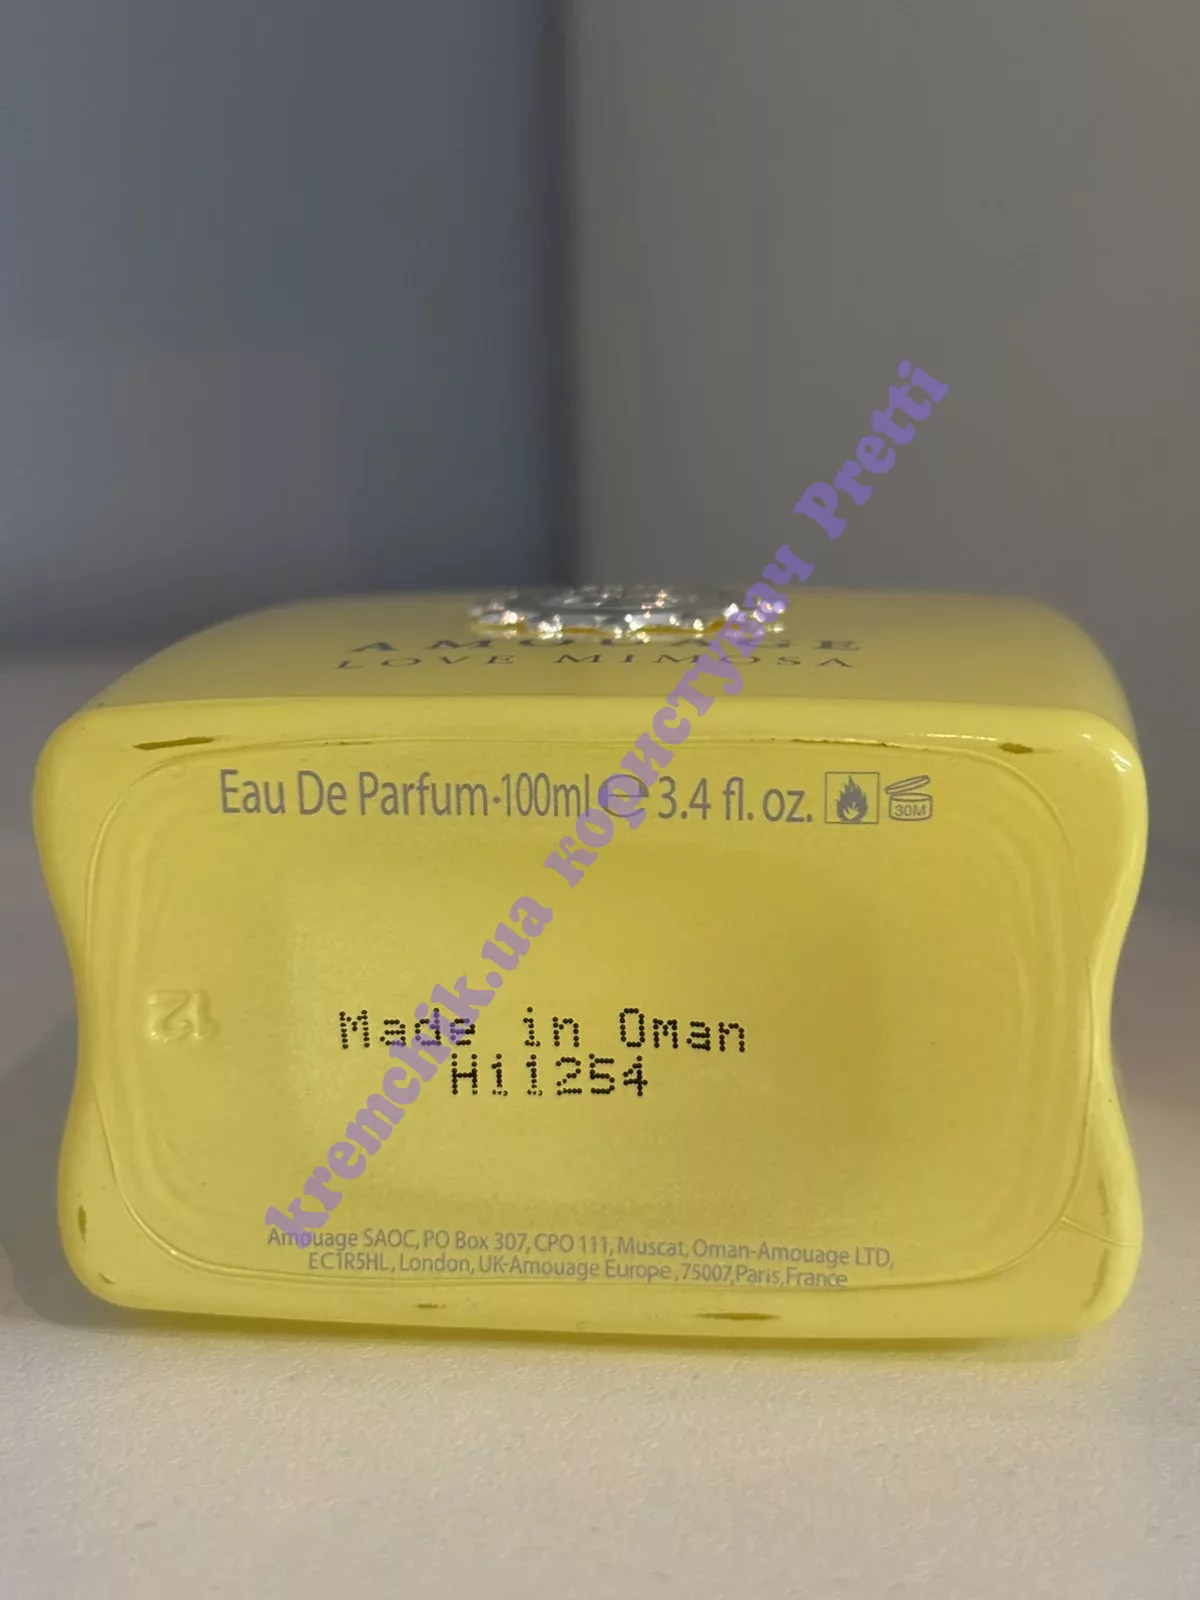 AMOUAGE
LOVE MIMOSA
Eau De Parfum·100ml ℮ 3.4 fl. oz.
30M
12
Made in Oman
H11254
Amouage SAOC, PO Box 307, CPO 111, Muscat, Oman-Amouage LTD,
EC1R5HL, London, UK-Amouage Europe, 75007, Paris, France
kremchik.ua користувач Pretti